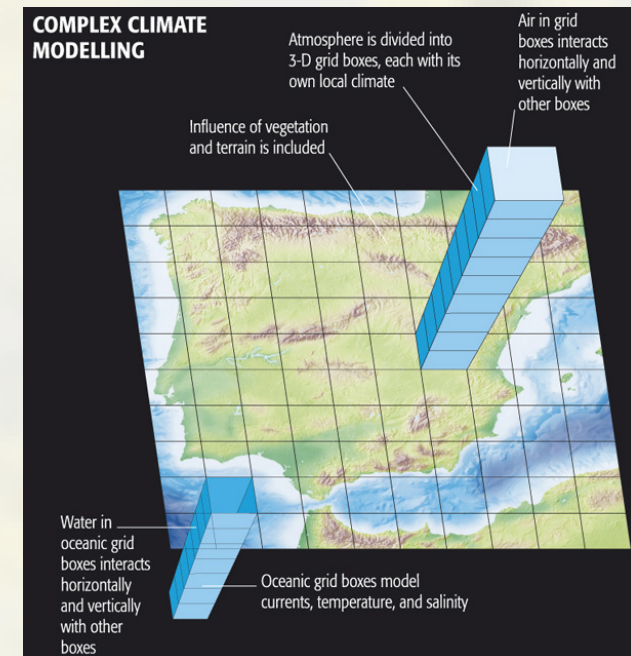 COMPLEX CLIMATE
MODELLING
Atmosphere is divided into
3-D grid boxes, each with its
own local climate
Air in grid
boxes interacts
horizontally and
vertically with
other boxes
Influence of vegetation
and terrain is included
Water in
oceanic grid
boxes interacts
horizontally
and vertically
with other
boxes
Oceanic grid boxes model
currents, temperature, and salinity